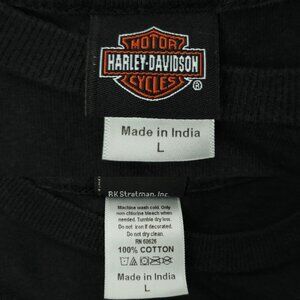 MOTOR
HARLEY-DAVIDSON
CYCLES
®
Made in India
L
RK Stratman, Inc.
Machine wash cold. Only
non-chlorine bleach when
needed. Tumble dry low.
Do not iron if decorated.
Do not dry clean.
RN 60626
100% COTTON
Made in India
L